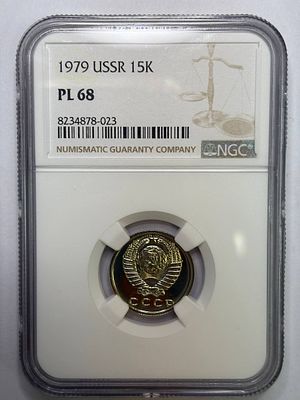 1979 USSR 15K
PL 68
8234878-023
NUMISMATIC GUARANTY COMPANY
NGC
СССР